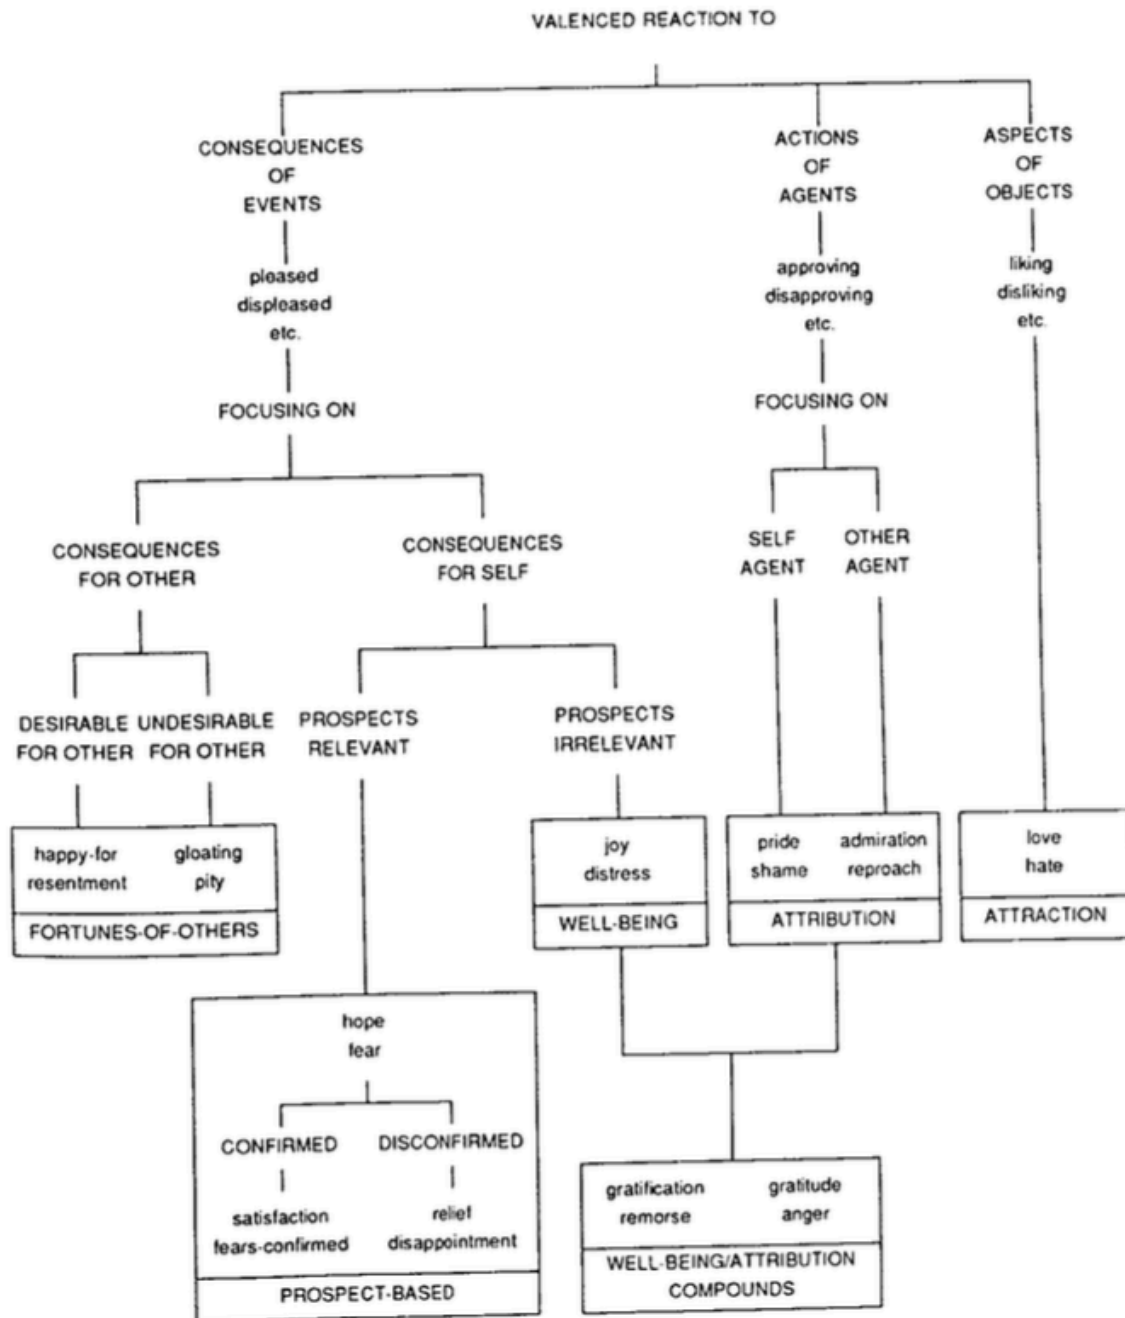 VALENCED REACTION TO
CONSEQUENCES
OF
EVENTS
ACTIONS
OF
AGENTS
ASPECTS
OF
OBJECTS
pleased
displeased
etc.
approving
disapproving
etc.
liking
disliking
etc.
FOCUSING ON
FOCUSING ON
CONSEQUENCES
FOR OTHER
CONSEQUENCES
FOR SELF
SELF
AGENT
OTHER
AGENT
DESIRABLE
FOR OTHER
UNDESIRABLE
FOR OTHER
PROSPECTS
RELEVANT
PROSPECTS
IRRELEVANT
happy-for
resentment
gloating
pity
FORTUNES-OF-OTHERS
joy
distress
WELL-BEING
pride
shame
admiration
reproach
ATTRIBUTION
love
hate
ATTRACTION
hope
fear
CONFIRMED
DISCONFIRMED
satisfaction
fears-confirmed
relief
disappointment
PROSPECT-BASED
gratification
remorse
gratitude
anger
WELL-BEING/ATTRIBUTION
COMPOUNDS